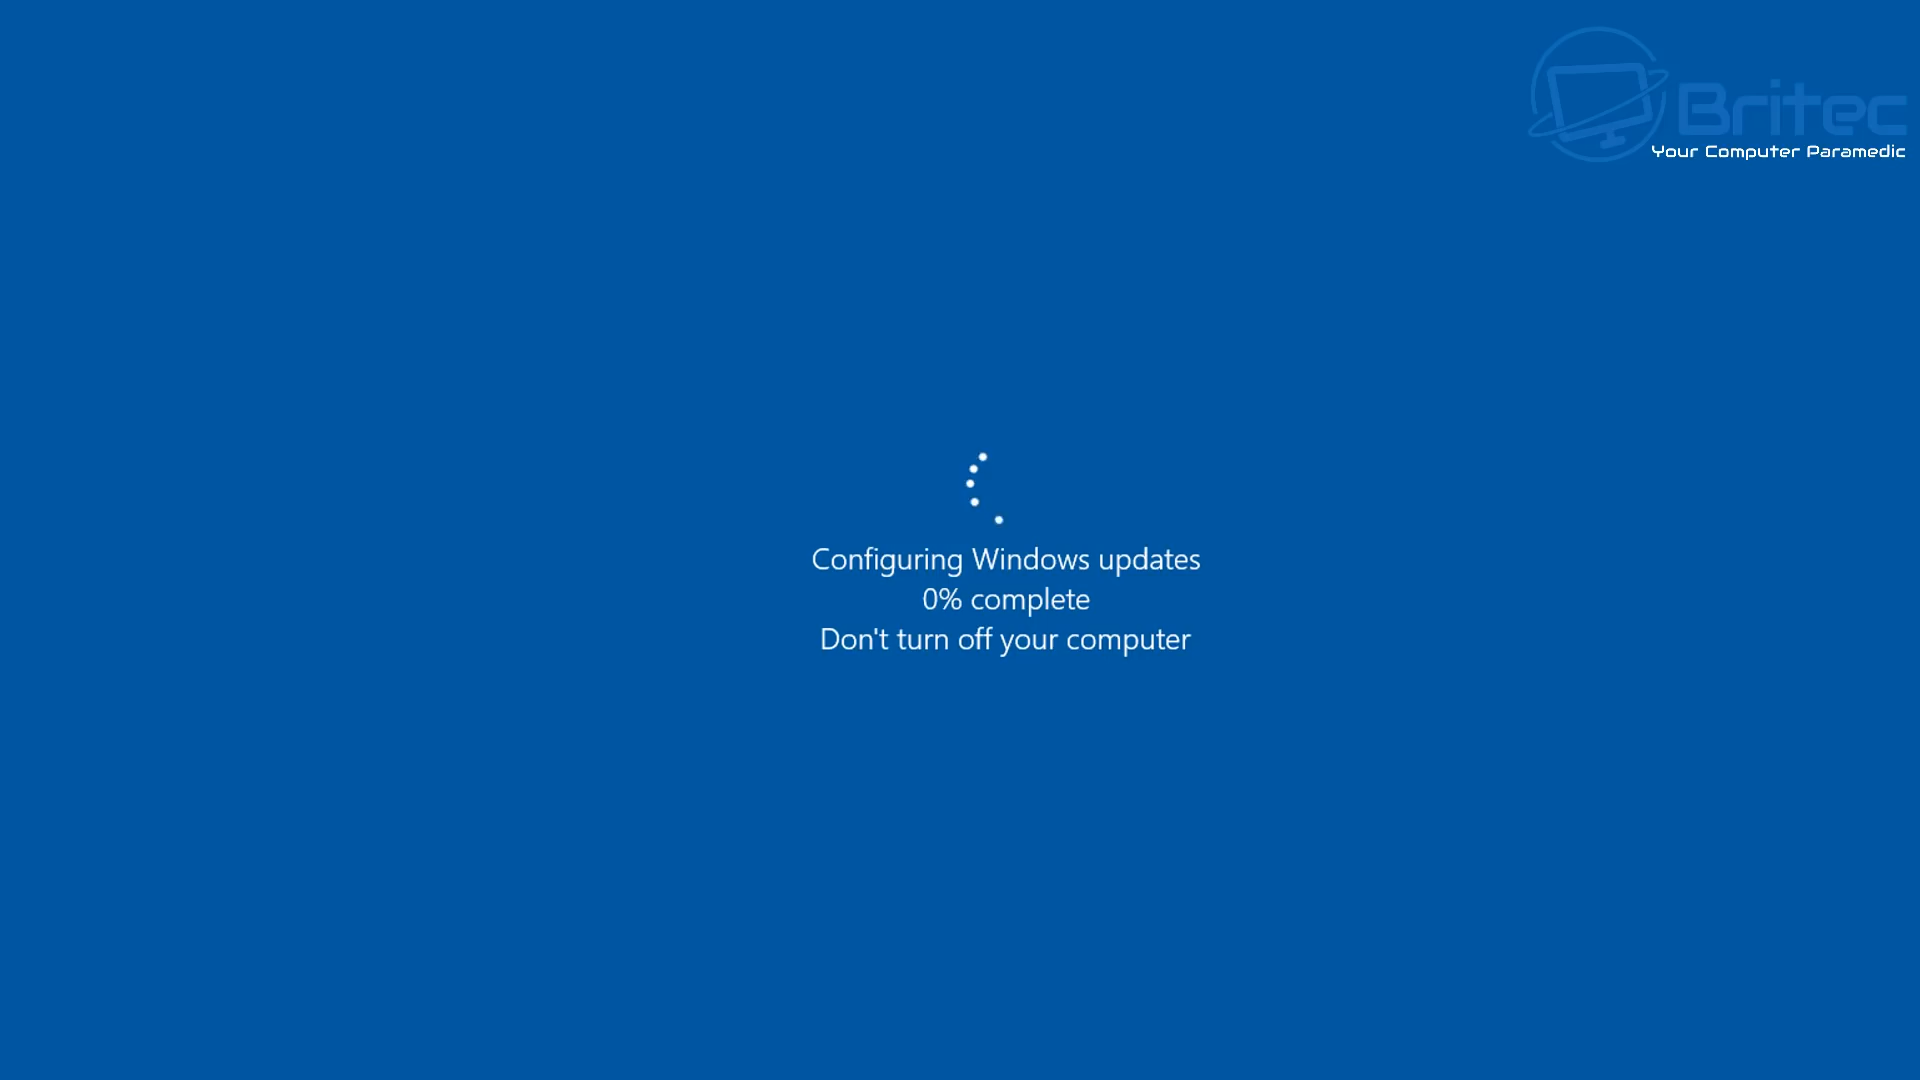 Britec
Your Computer Paramedic
Configuring Windows updates
0% complete
Don't turn off your computer